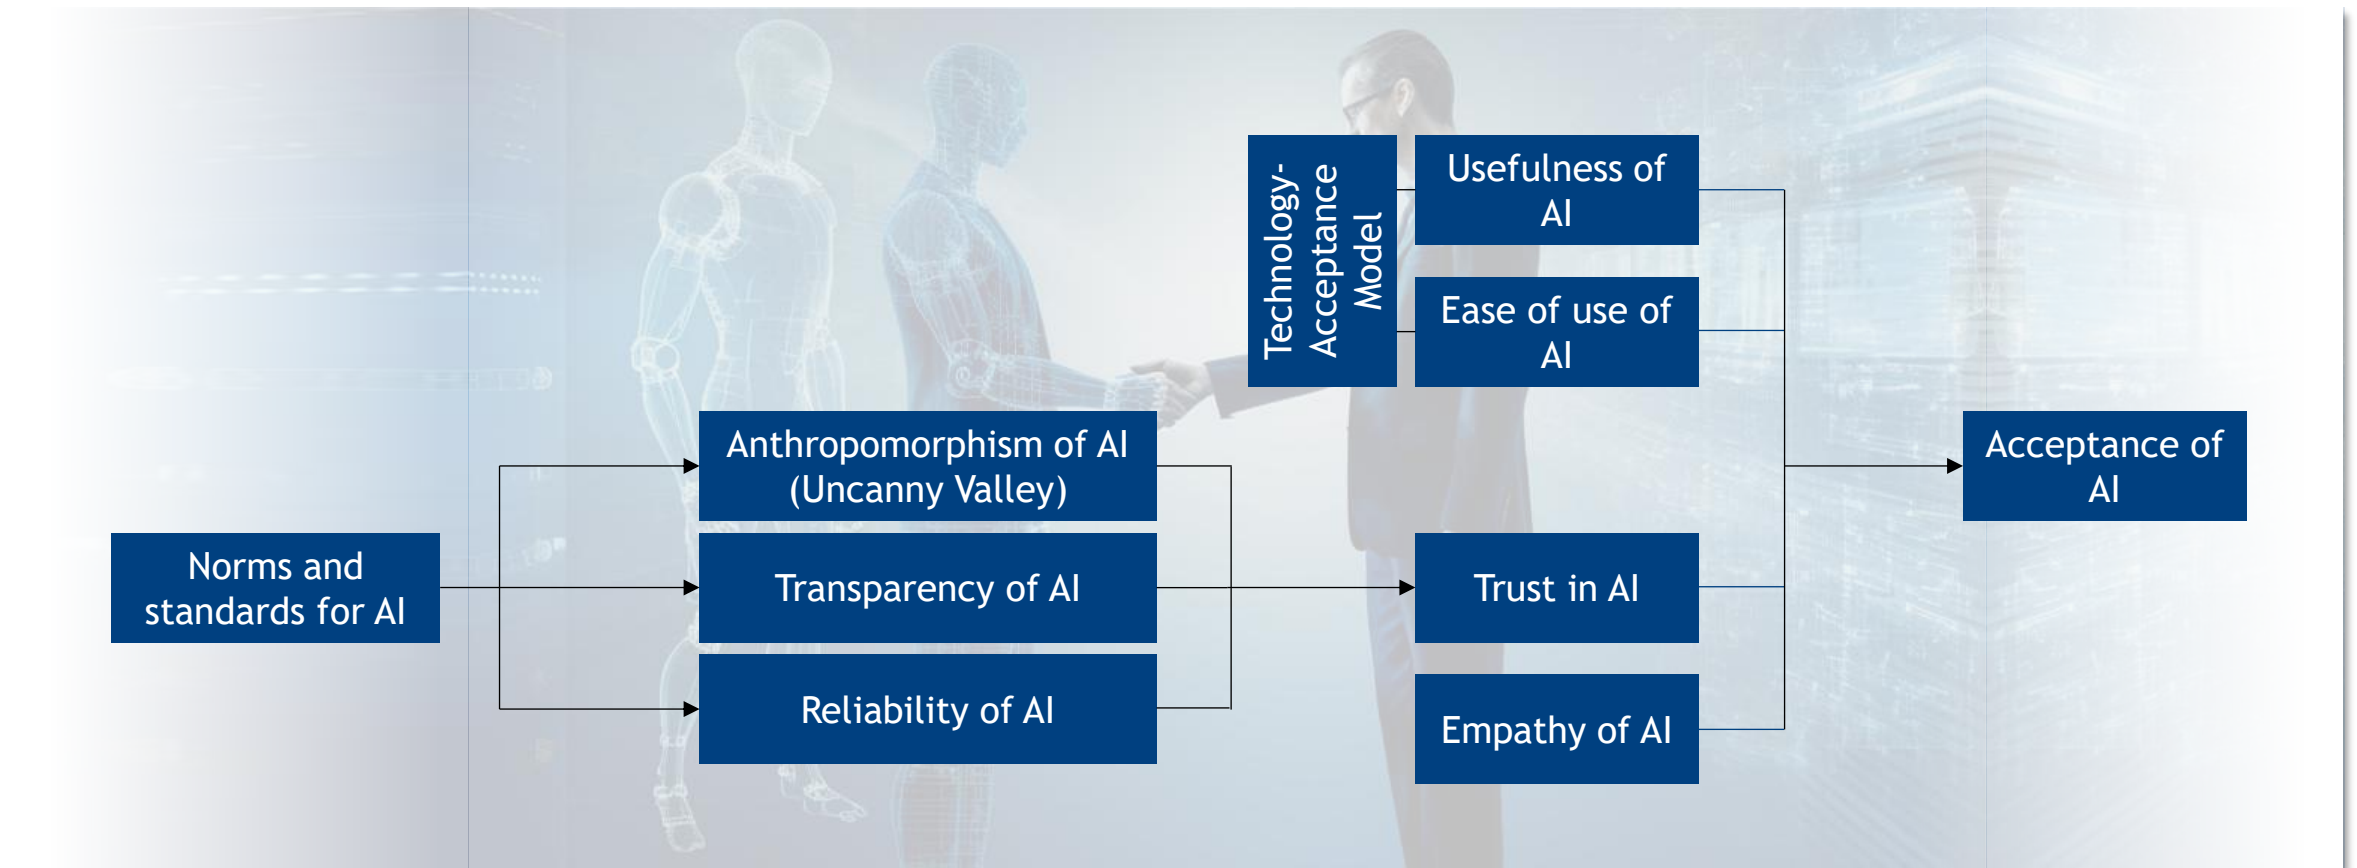 Technology-
Acceptance
Model
Usefulness of
AI
Ease of use of
AI
Anthropomorphism of AI
(Uncanny Valley)
Acceptance of
AI
Norms and
standards for AI
Transparency of AI
Trust in AI
Reliability of AI
Empathy of AI